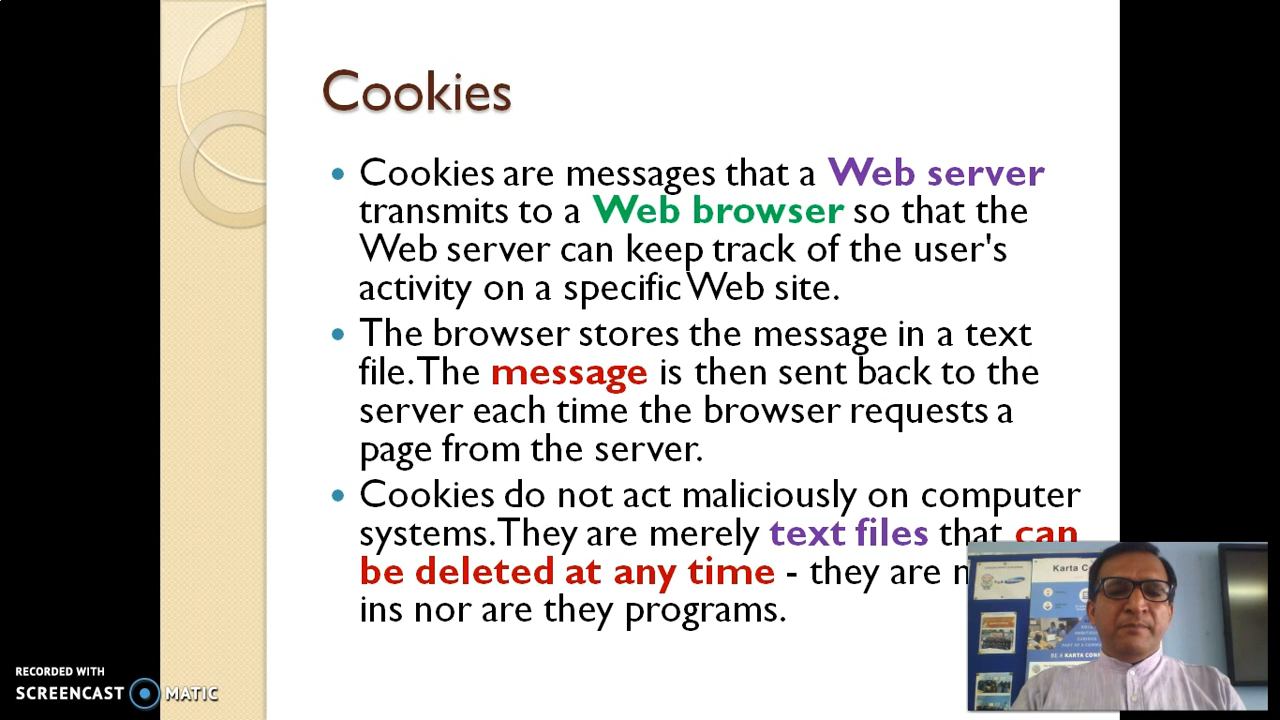 Cookies
• Cookies are messages that a Web server
transmits to a Web browser so that the
Web server can keep track of the user's
activity on a specific Web site.
• The browser stores the message in a text
file. The message is then sent back to the
server each time the browser requests a
page from the server.
• Cookies do not act maliciously on computer
systems. They are merely text files that can
be deleted at any time - they are
ins nor are they programs.
Karta
BE A KARTA
RECORDED WITH
SCREENCAST MATIC